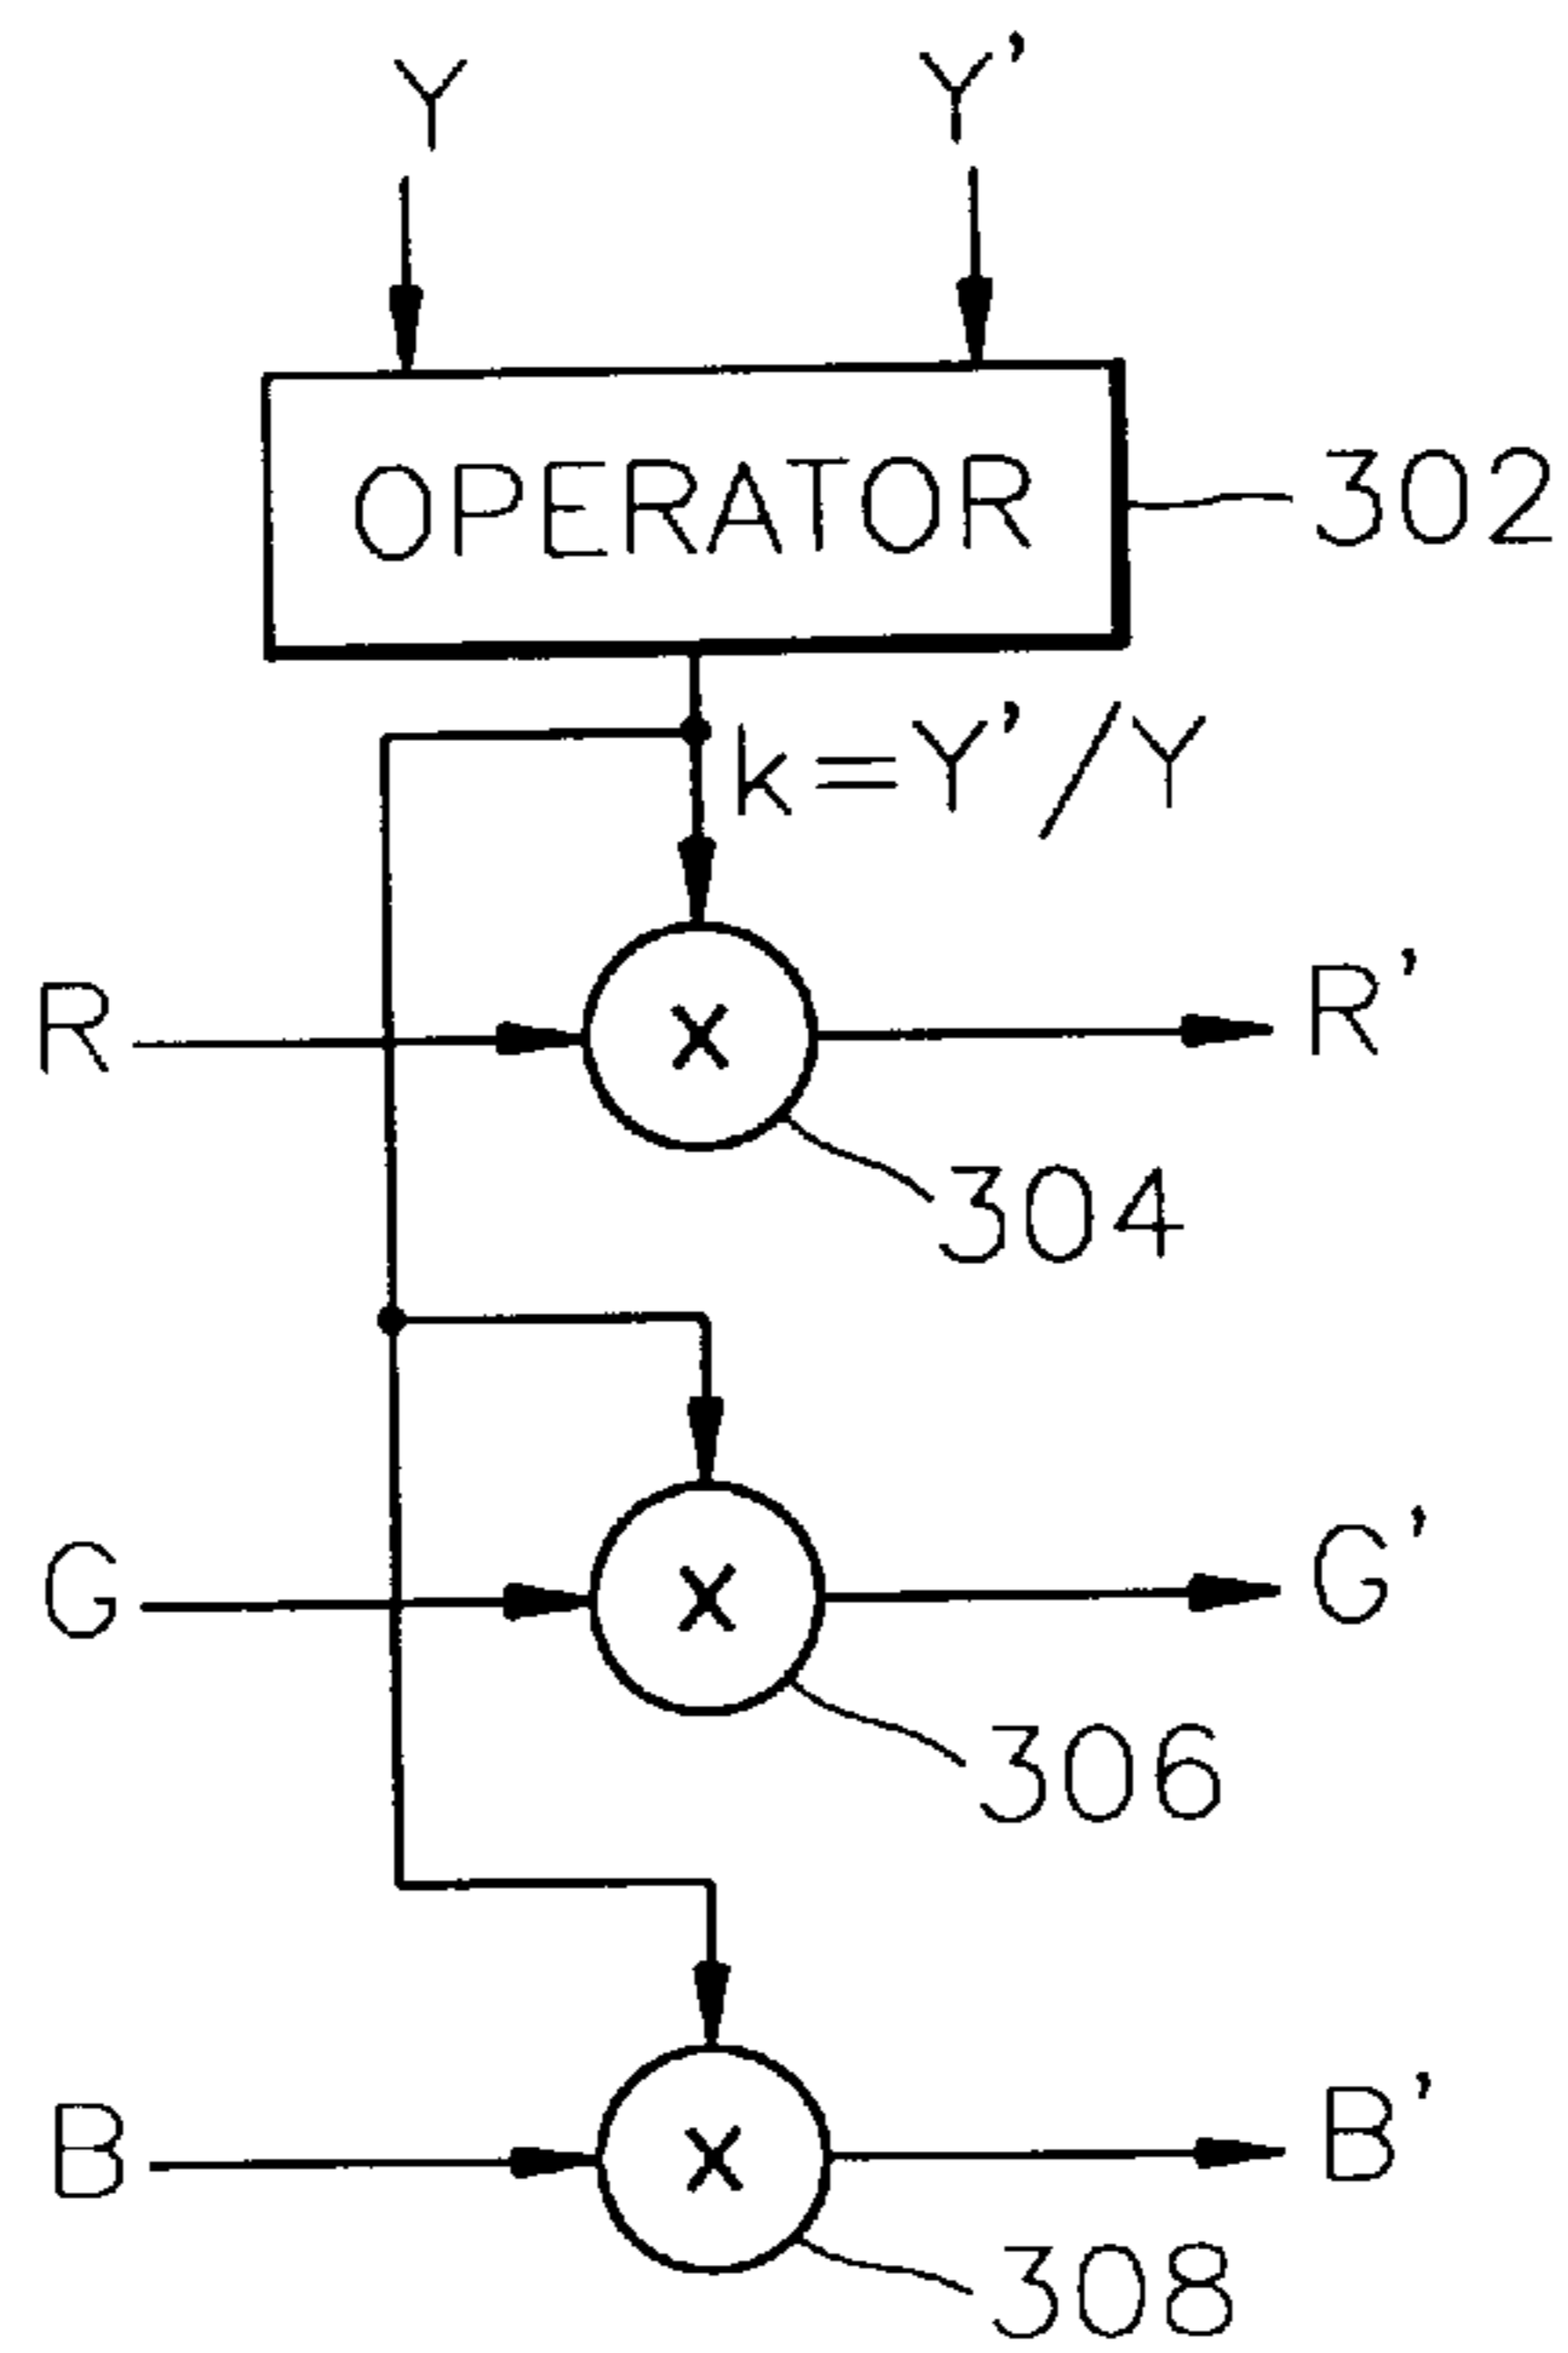 Y Y'
OPERATOR 302
k=Y'/Y
R × R'
304
G × G'
306
B × B'
308